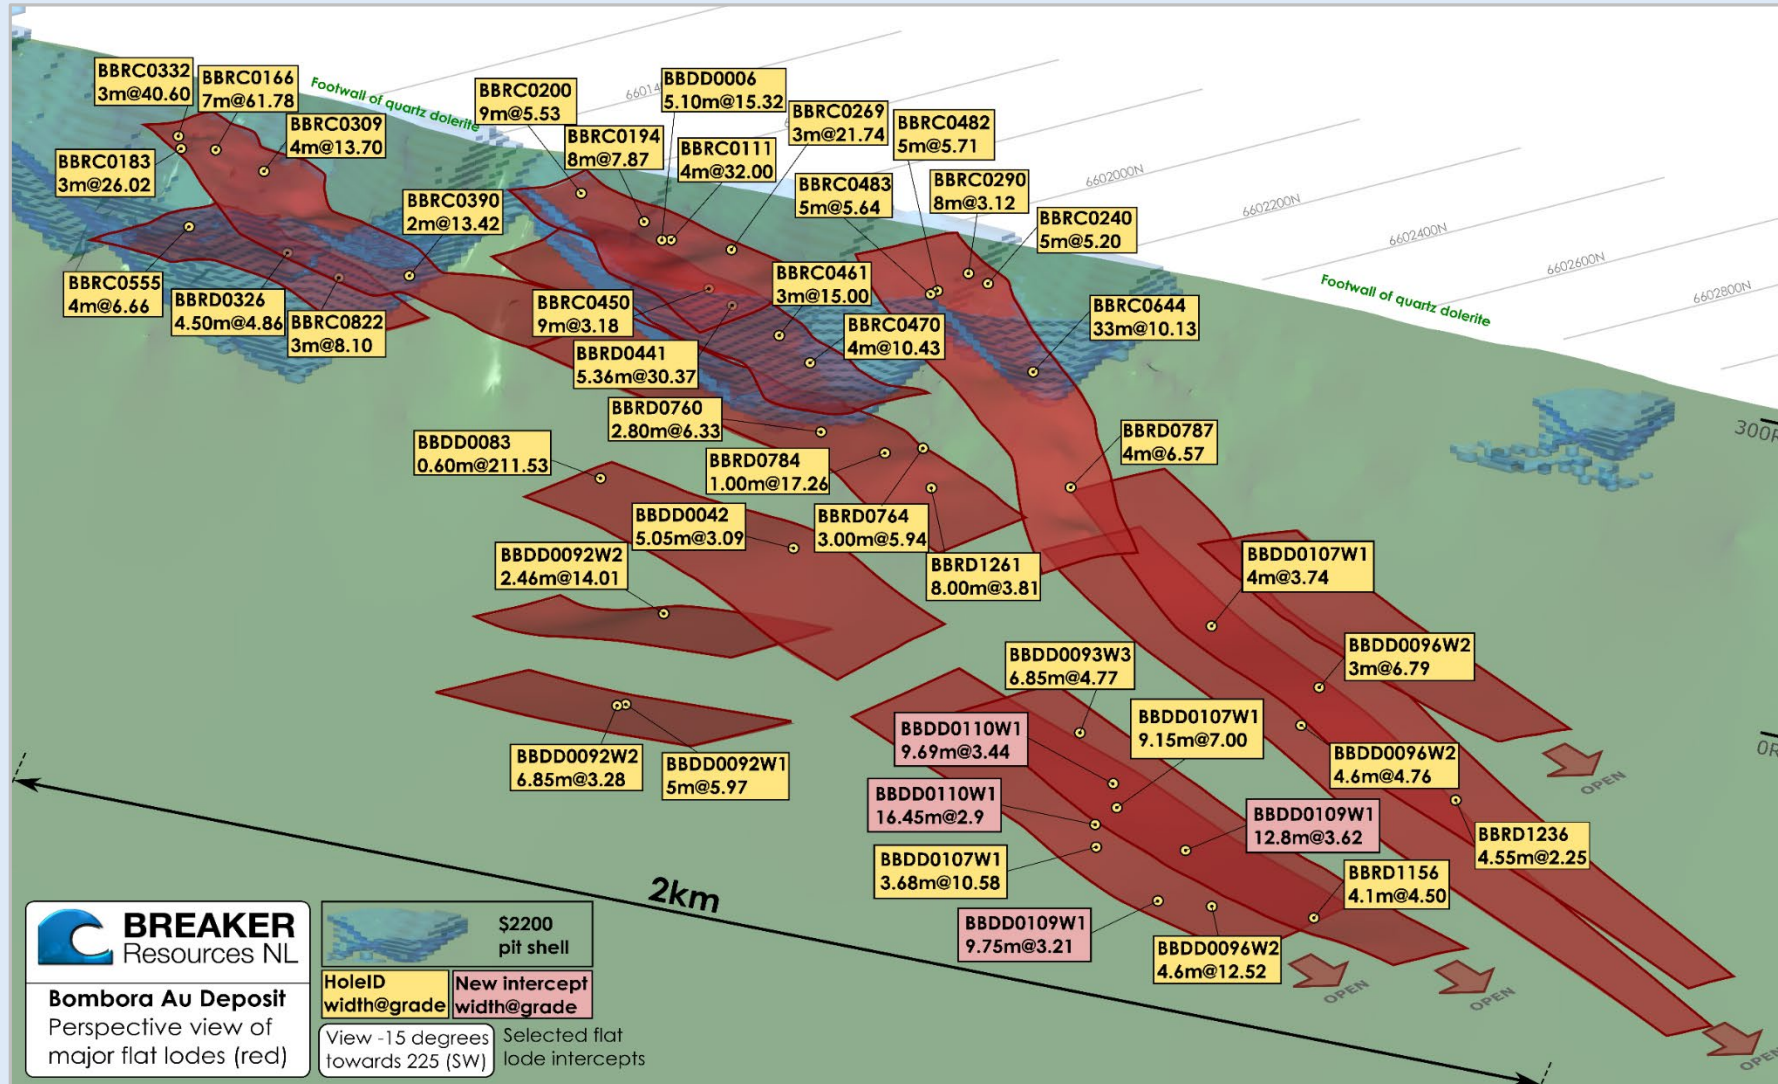 BBRC0332
3m@40.60
BBRC0166
7m@61.78
Footwall of quartz dolerite
BBRC0309
4m@13.70
BBRC0183
3m@26.02
BBRC0200
9m@5.53
BBDD0006
5.10m@15.32
BBRC0194
8m@7.87
BBRC0111
4m@32.00
BBRC0269
3m@21.74
BBRC0482
5m@5.71
BBRC0483
5m@5.64
BBRC0290
8m@3.12
BBRC0240
5m@5.20
6602000N
6602200N
6602400N
6602600N
6602800N
Footwall of quartz dolerite
BBRC0390
2m@13.42
BBRC0555
4m@6.66
BBRD0326
4.50m@4.86
BBRC0822
3m@8.10
BBRC0450
9m@3.18
BBRC0461
3m@15.00
BBRC0470
4m@10.43
BBRC0644
33m@10.13
BBRD0441
5.36m@30.37
BBRD0760
2.80m@6.33
BBRD0784
1.00m@17.26
BBRD0787
4m@6.57
300R
BBDD0083
0.60m@211.53
BBDD0042
5.05m@3.09
BBRD0764
3.00m@5.94
BBRD1261
8.00m@3.81
BBDD0092W2
2.46m@14.01
BBDD0107W1
4m@3.74
BBDD0096W2
3m@6.79
BBDD0093W3
6.85m@4.77
BBDD0110W1
9.69m@3.44
BBDD0107W1
9.15m@7.00
BBDD0096W2
4.6m@4.76
0R
OPEN
BBDD0092W2
6.85m@3.28
BBDD0092W1
5m@5.97
BBDD0110W1
16.45m@2.9
BBDD0109W1
12.8m@3.62
BBRD1236
4.55m@2.25
BBDD0107W1
3.68m@10.58
BBRD1156
4.1m@4.50
BBDD0109W1
9.75m@3.21
BBDD0096W2
4.6m@12.52
2km
OPEN
OPEN
OPEN
BREAKER
Resources NL
Bombora Au Deposit
Perspective view of
major flat lodes (red)
$2200
pit shell
HoleID
width@grade
New intercept
width@grade
View -15 degrees
towards 225 (SW)
Selected flat
lode intercepts